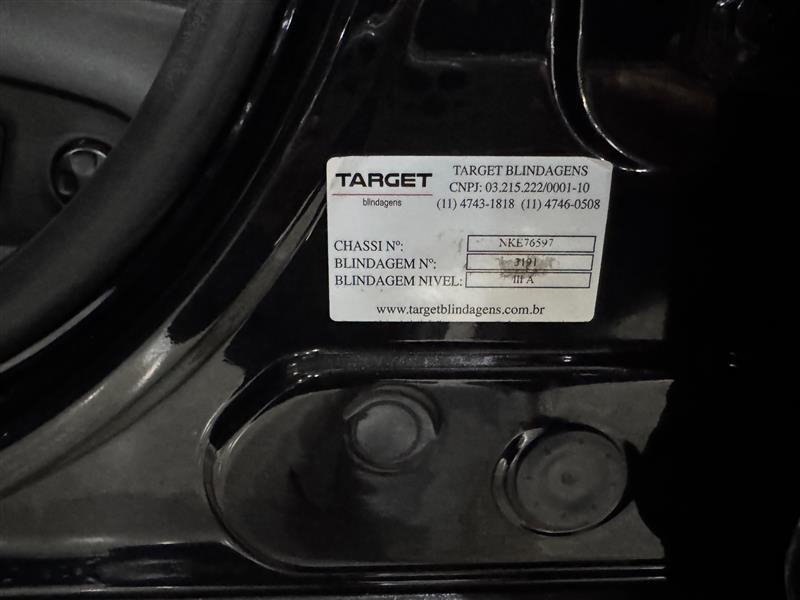 TARGET
blindagens
TARGET BLINDAGENS
CNPJ: 03.215.222/0001-10
(11) 4743-1818 (11) 4746-0508
CHASSI Nº: NKE76597
BLINDAGEM Nº: 3191
BLINDAGEM NIVEL: III A
www.targetblindagens.com.br